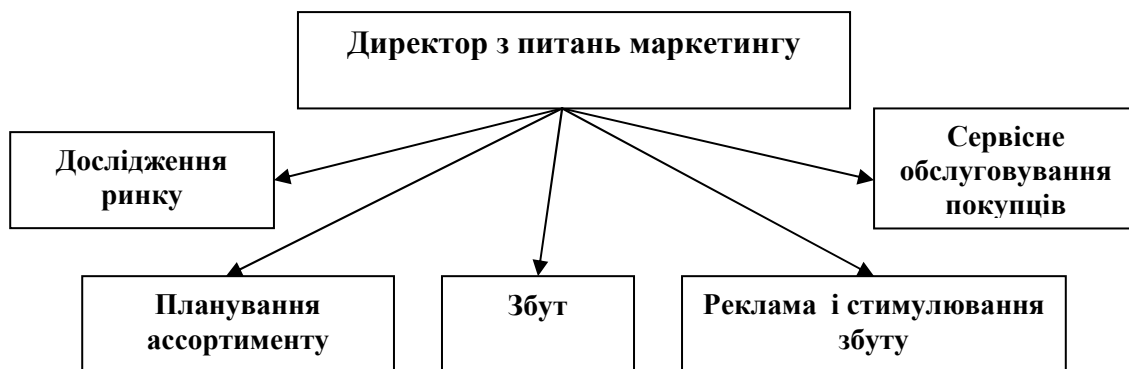 Директор з питань маркетингу
Дослідження
ринку
Сервісне
обслуговування
покупців
Планування
ассортименту
Збут
Реклама і стимулювання
збуту